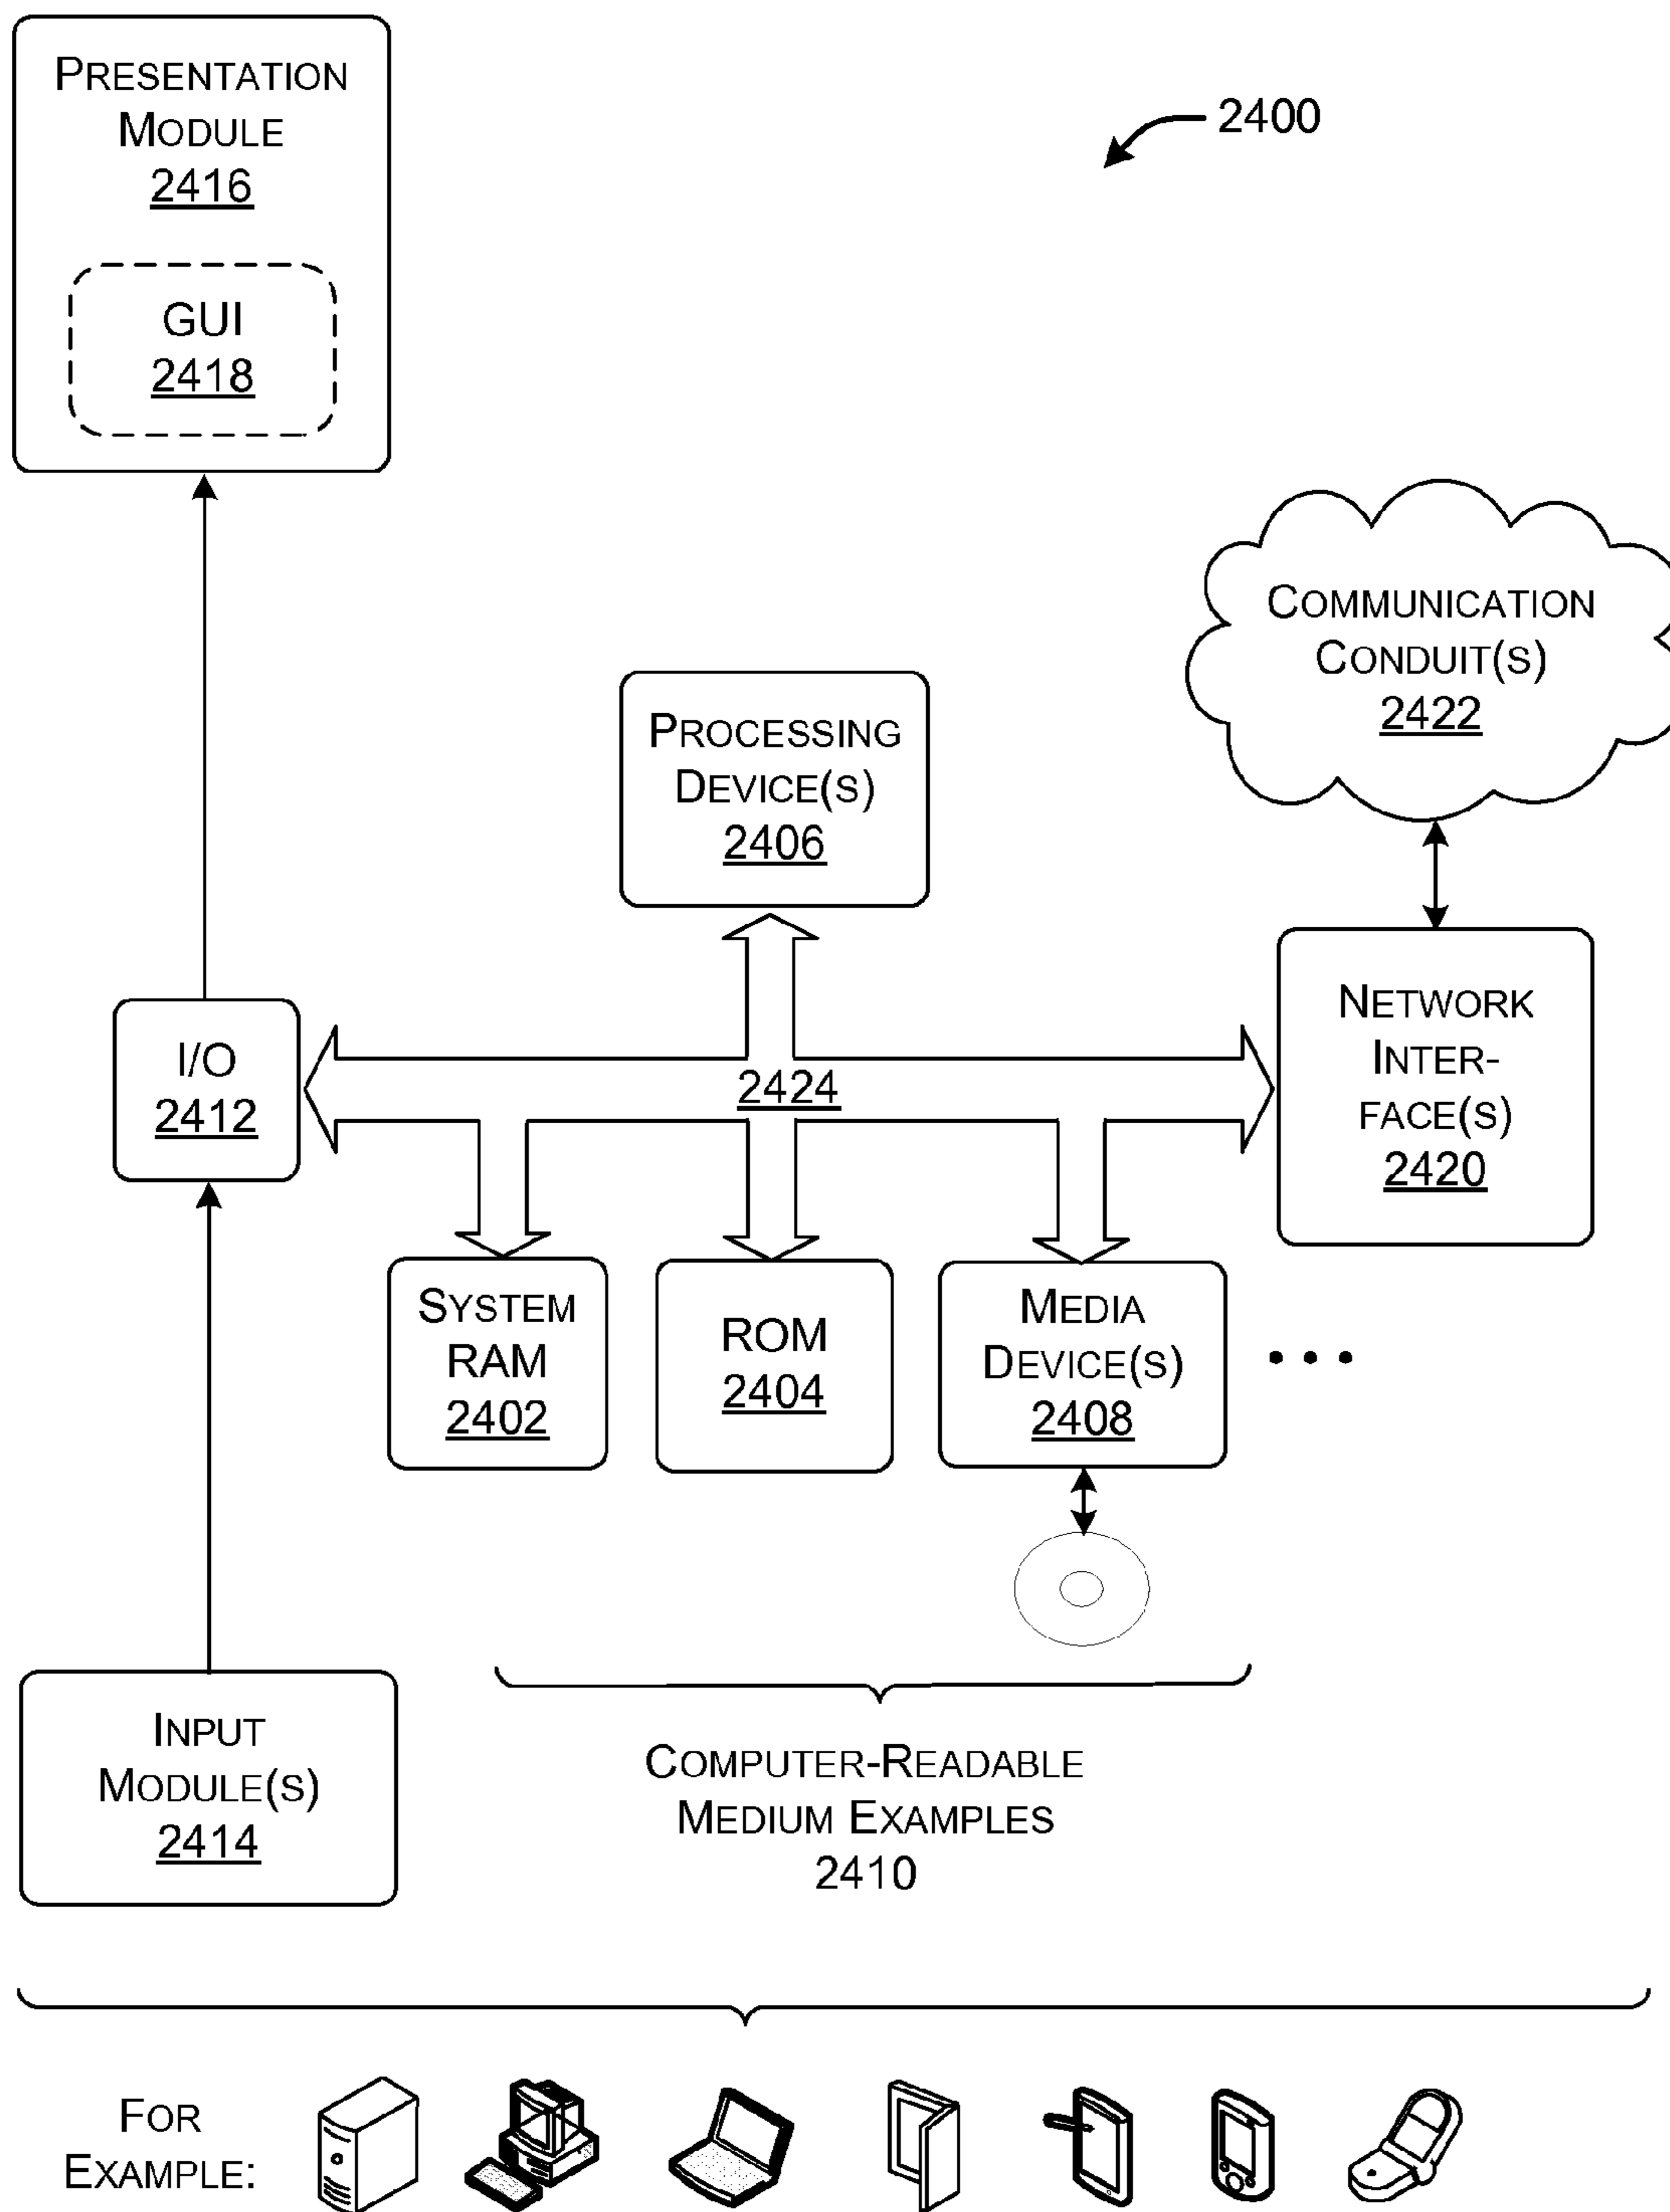 PRESENTATION
MODULE
2416
GUI
2418
2400
COMMUNICATION
CONDUIT(S)
2422
PROCESSING
DEVICE(S)
2406
NETWORK
INTER-
FACE(S)
2420
I/O
2412
2424
SYSTEM
RAM
2402
ROM
2404
MEDIA
DEVICE(S)
2408
• • •
INPUT
MODULE(S)
2414
COMPUTER-READABLE
MEDIUM EXAMPLES
2410
FOR
EXAMPLE: